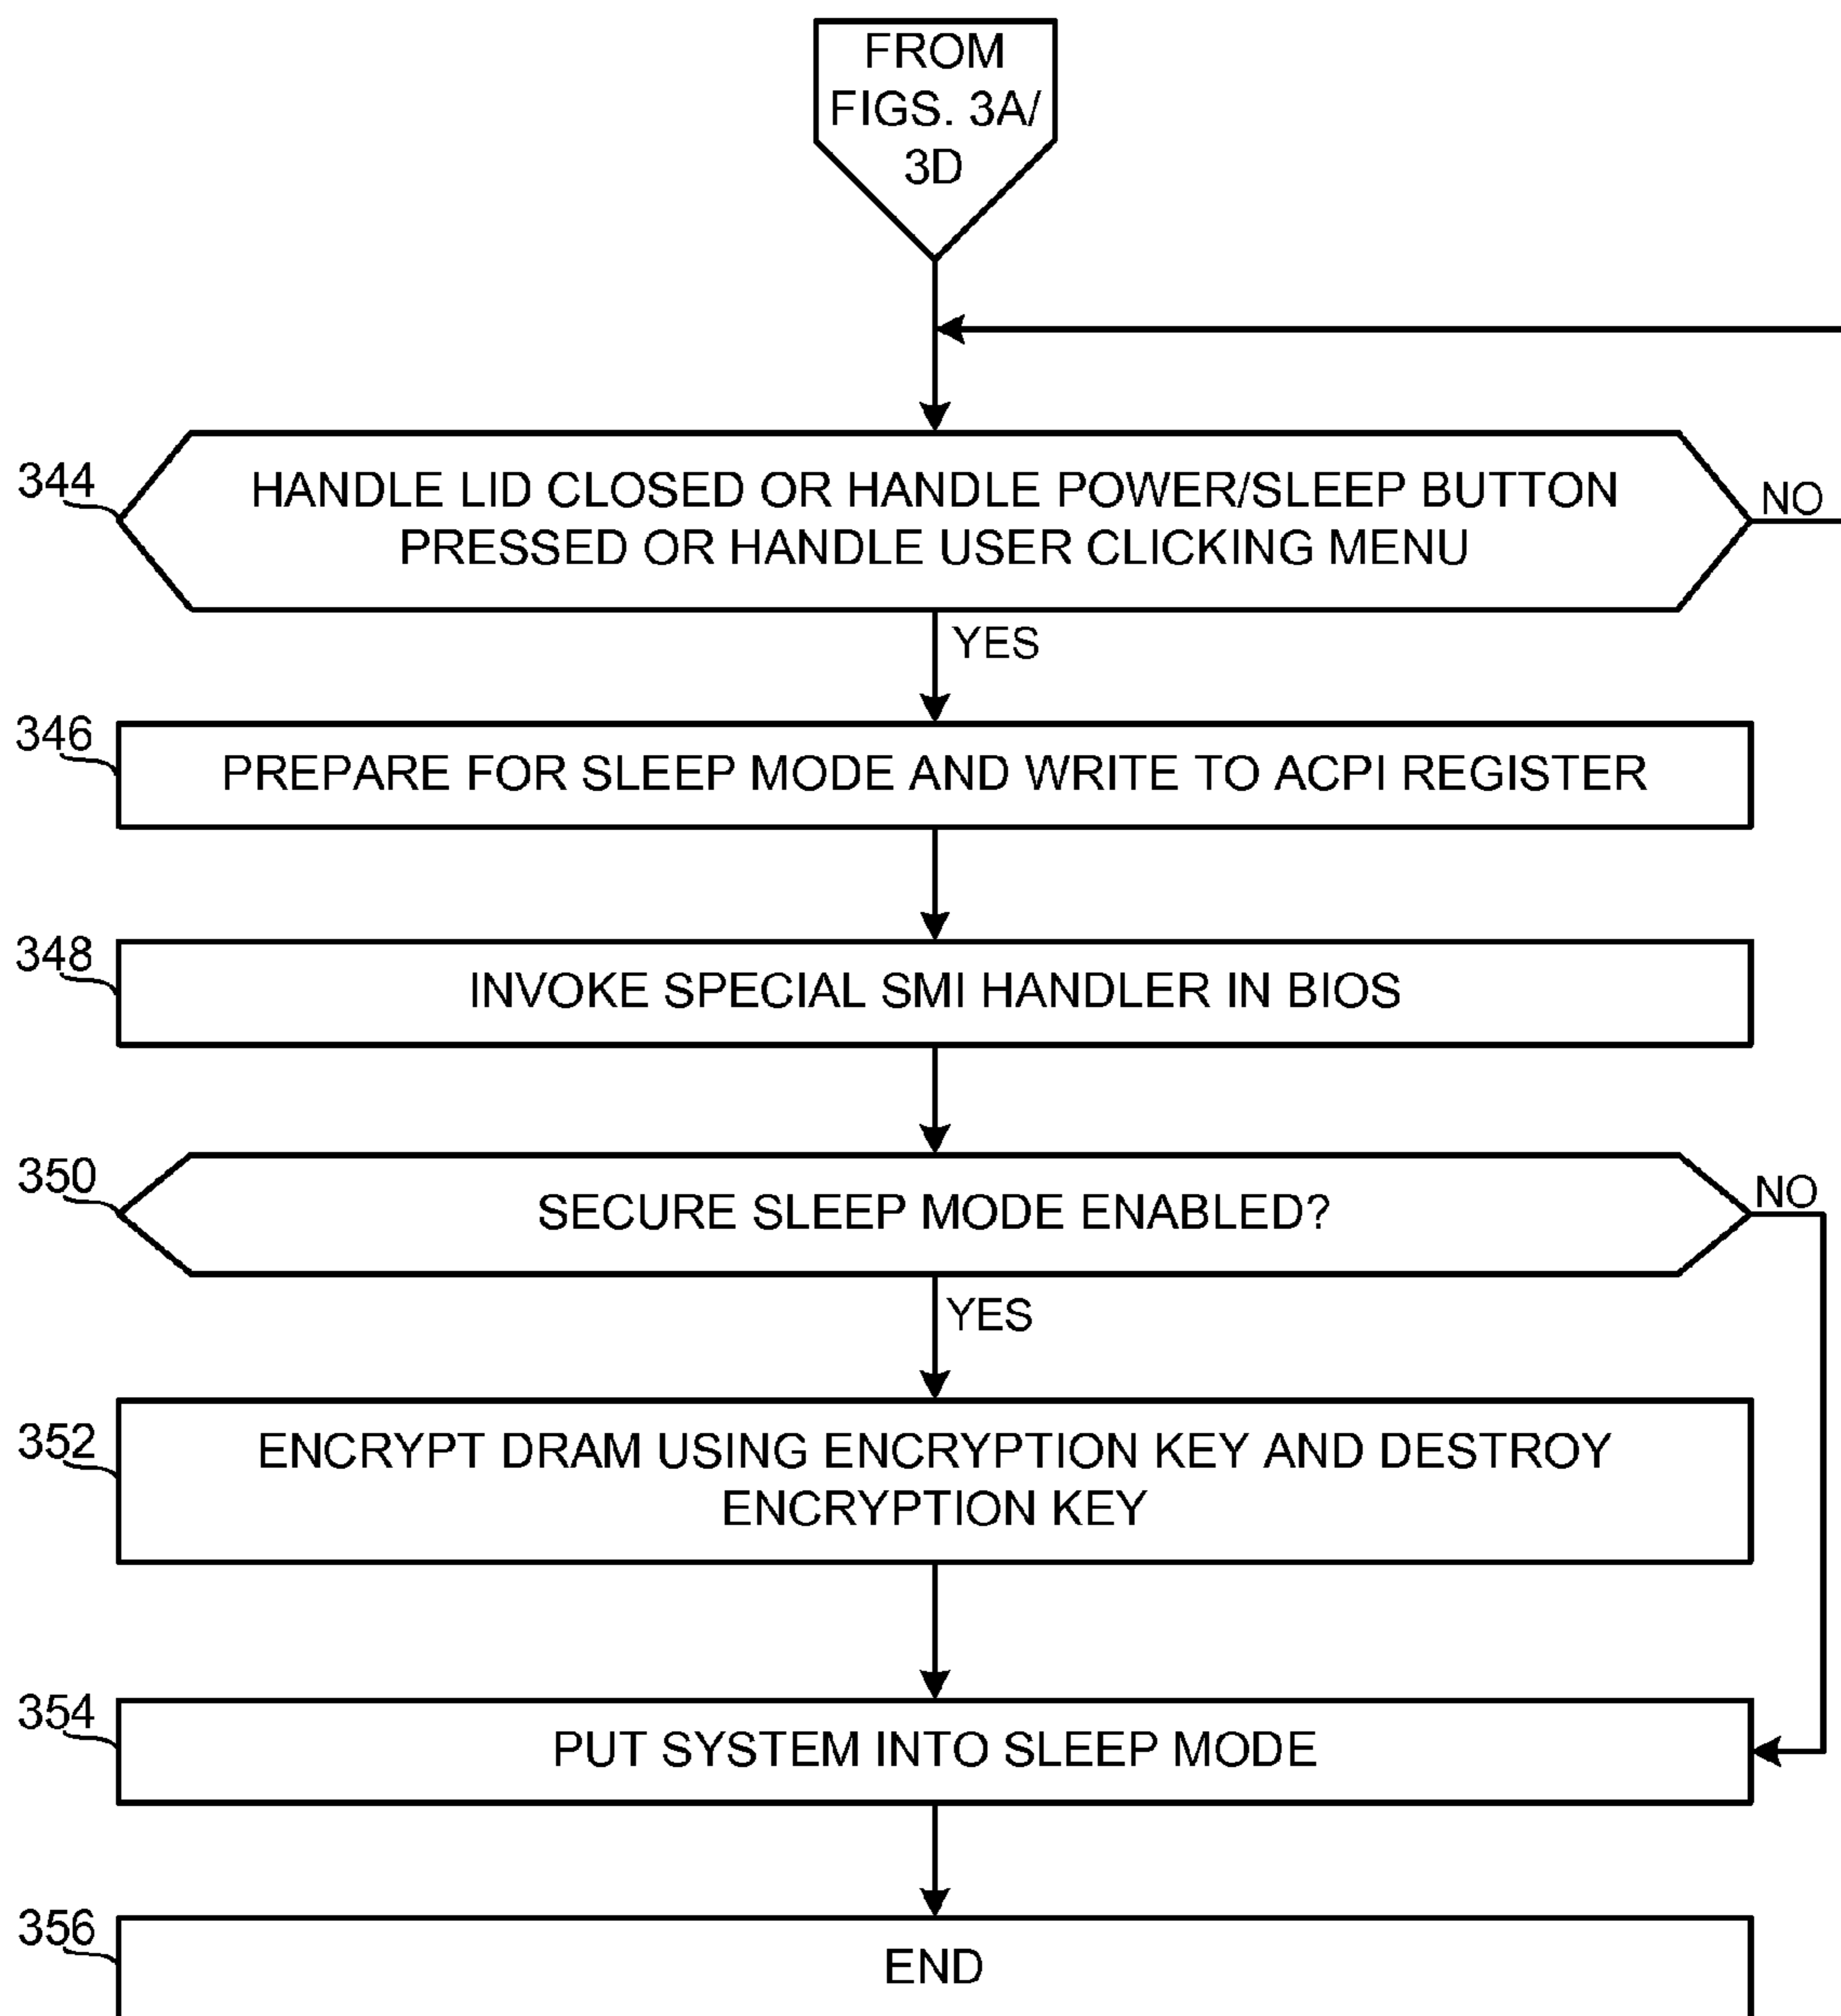 FROM
FIGS. 3A/
3D
344
HANDLE LID CLOSED OR HANDLE POWER/SLEEP BUTTON
PRESSED OR HANDLE USER CLICKING MENU
NO
YES
346
PREPARE FOR SLEEP MODE AND WRITE TO ACPI REGISTER
348
INVOKE SPECIAL SMI HANDLER IN BIOS
350
SECURE SLEEP MODE ENABLED?
NO
YES
352
ENCRYPT DRAM USING ENCRYPTION KEY AND DESTROY
ENCRYPTION KEY
354
PUT SYSTEM INTO SLEEP MODE
356
END